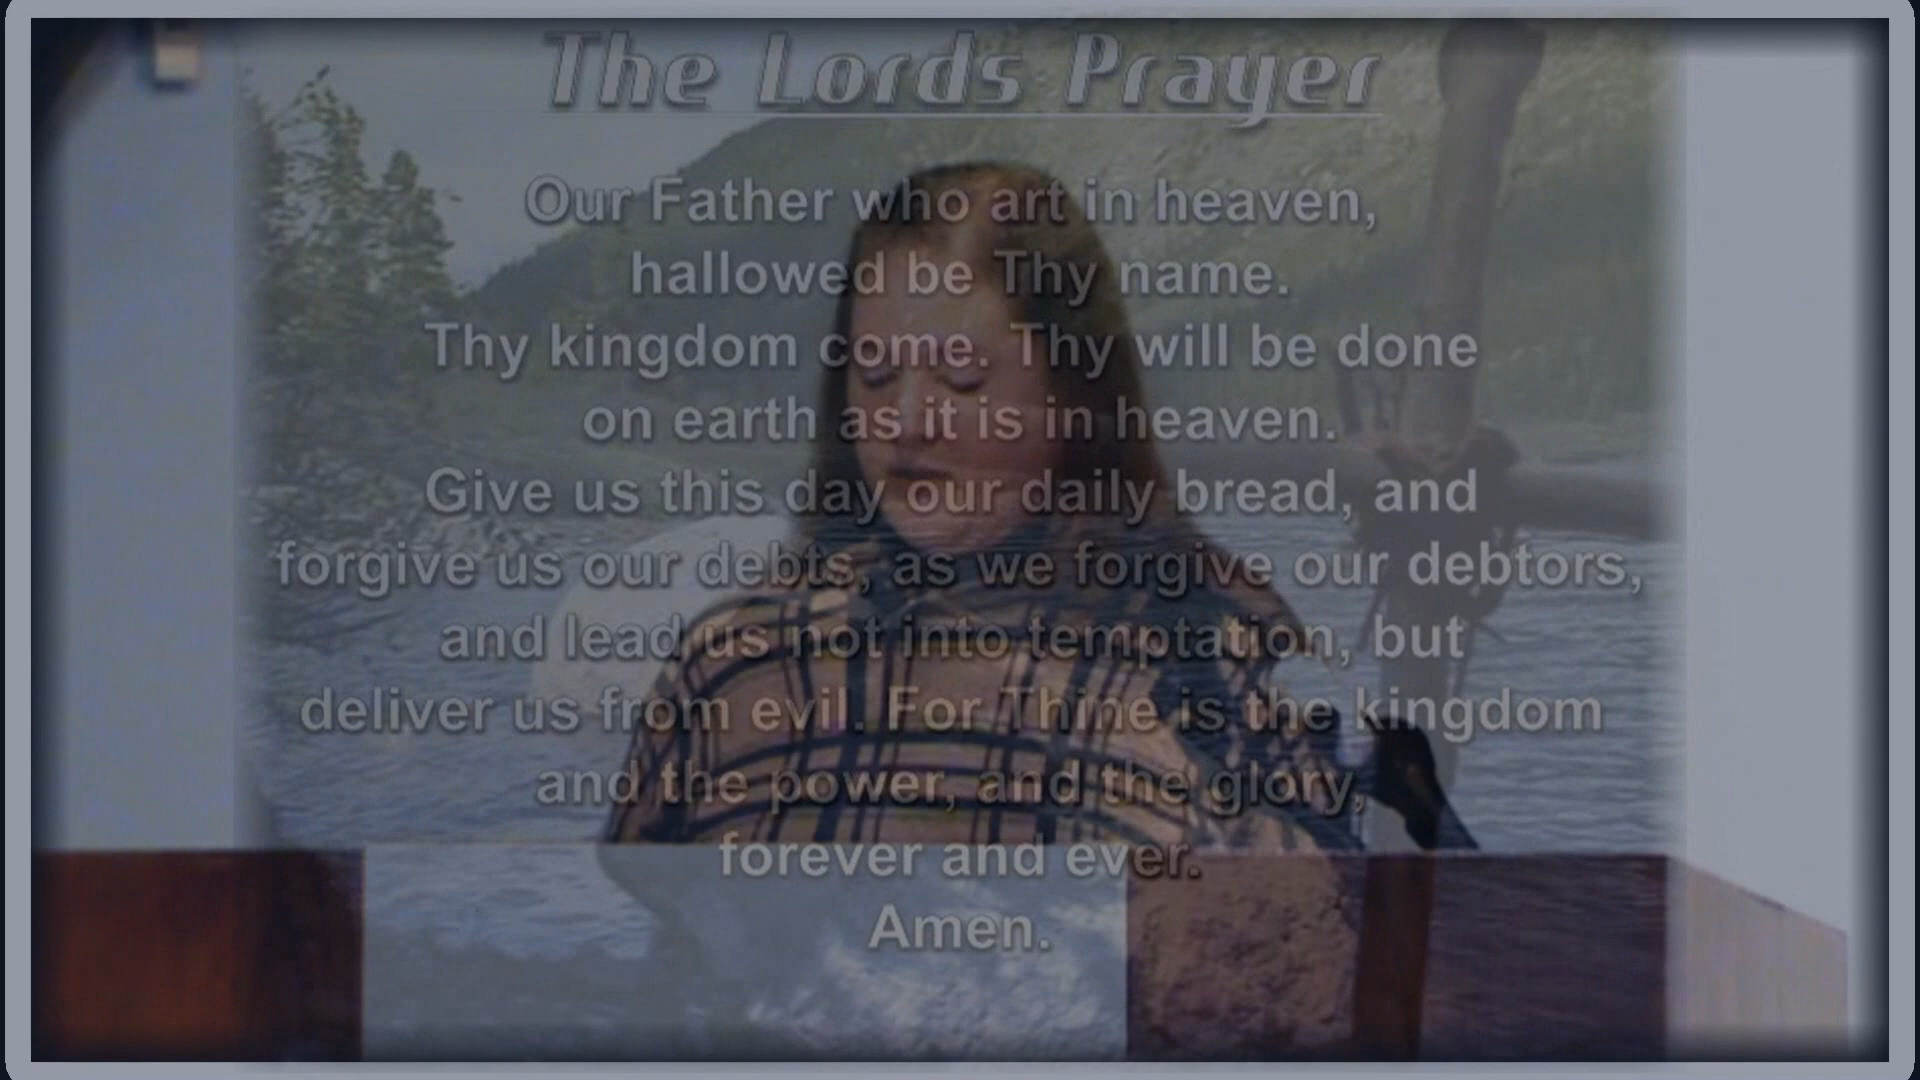 The Lords Prayer
Our Father who art in heaven,
hallowed be Thy name.
Thy kingdom come. Thy will be done
on earth as it is in heaven.
Give us this day our daily bread, and
forgive us our debts, as we forgive our debtors,
and lead us not into temptation, but
deliver us from evil. For Thine is the kingdom
and the power, and the glory,
forever and ever.
Amen.